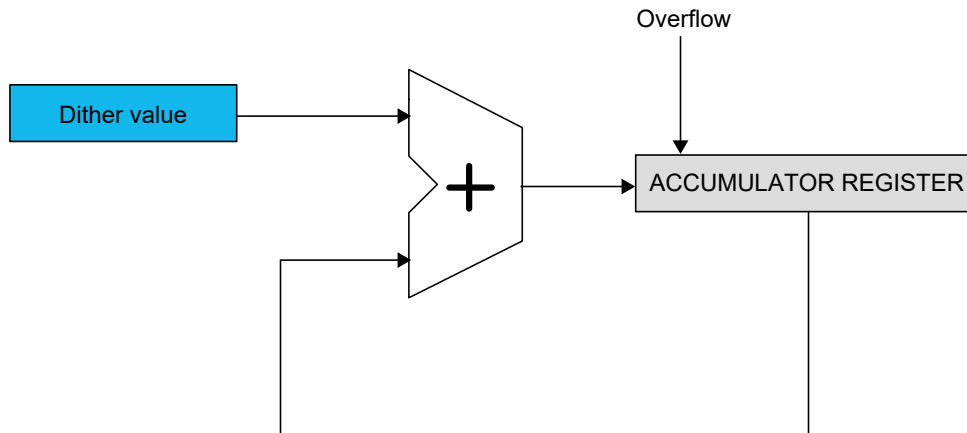 Overflow
Dither value
ACCUMULATOR REGISTER
+